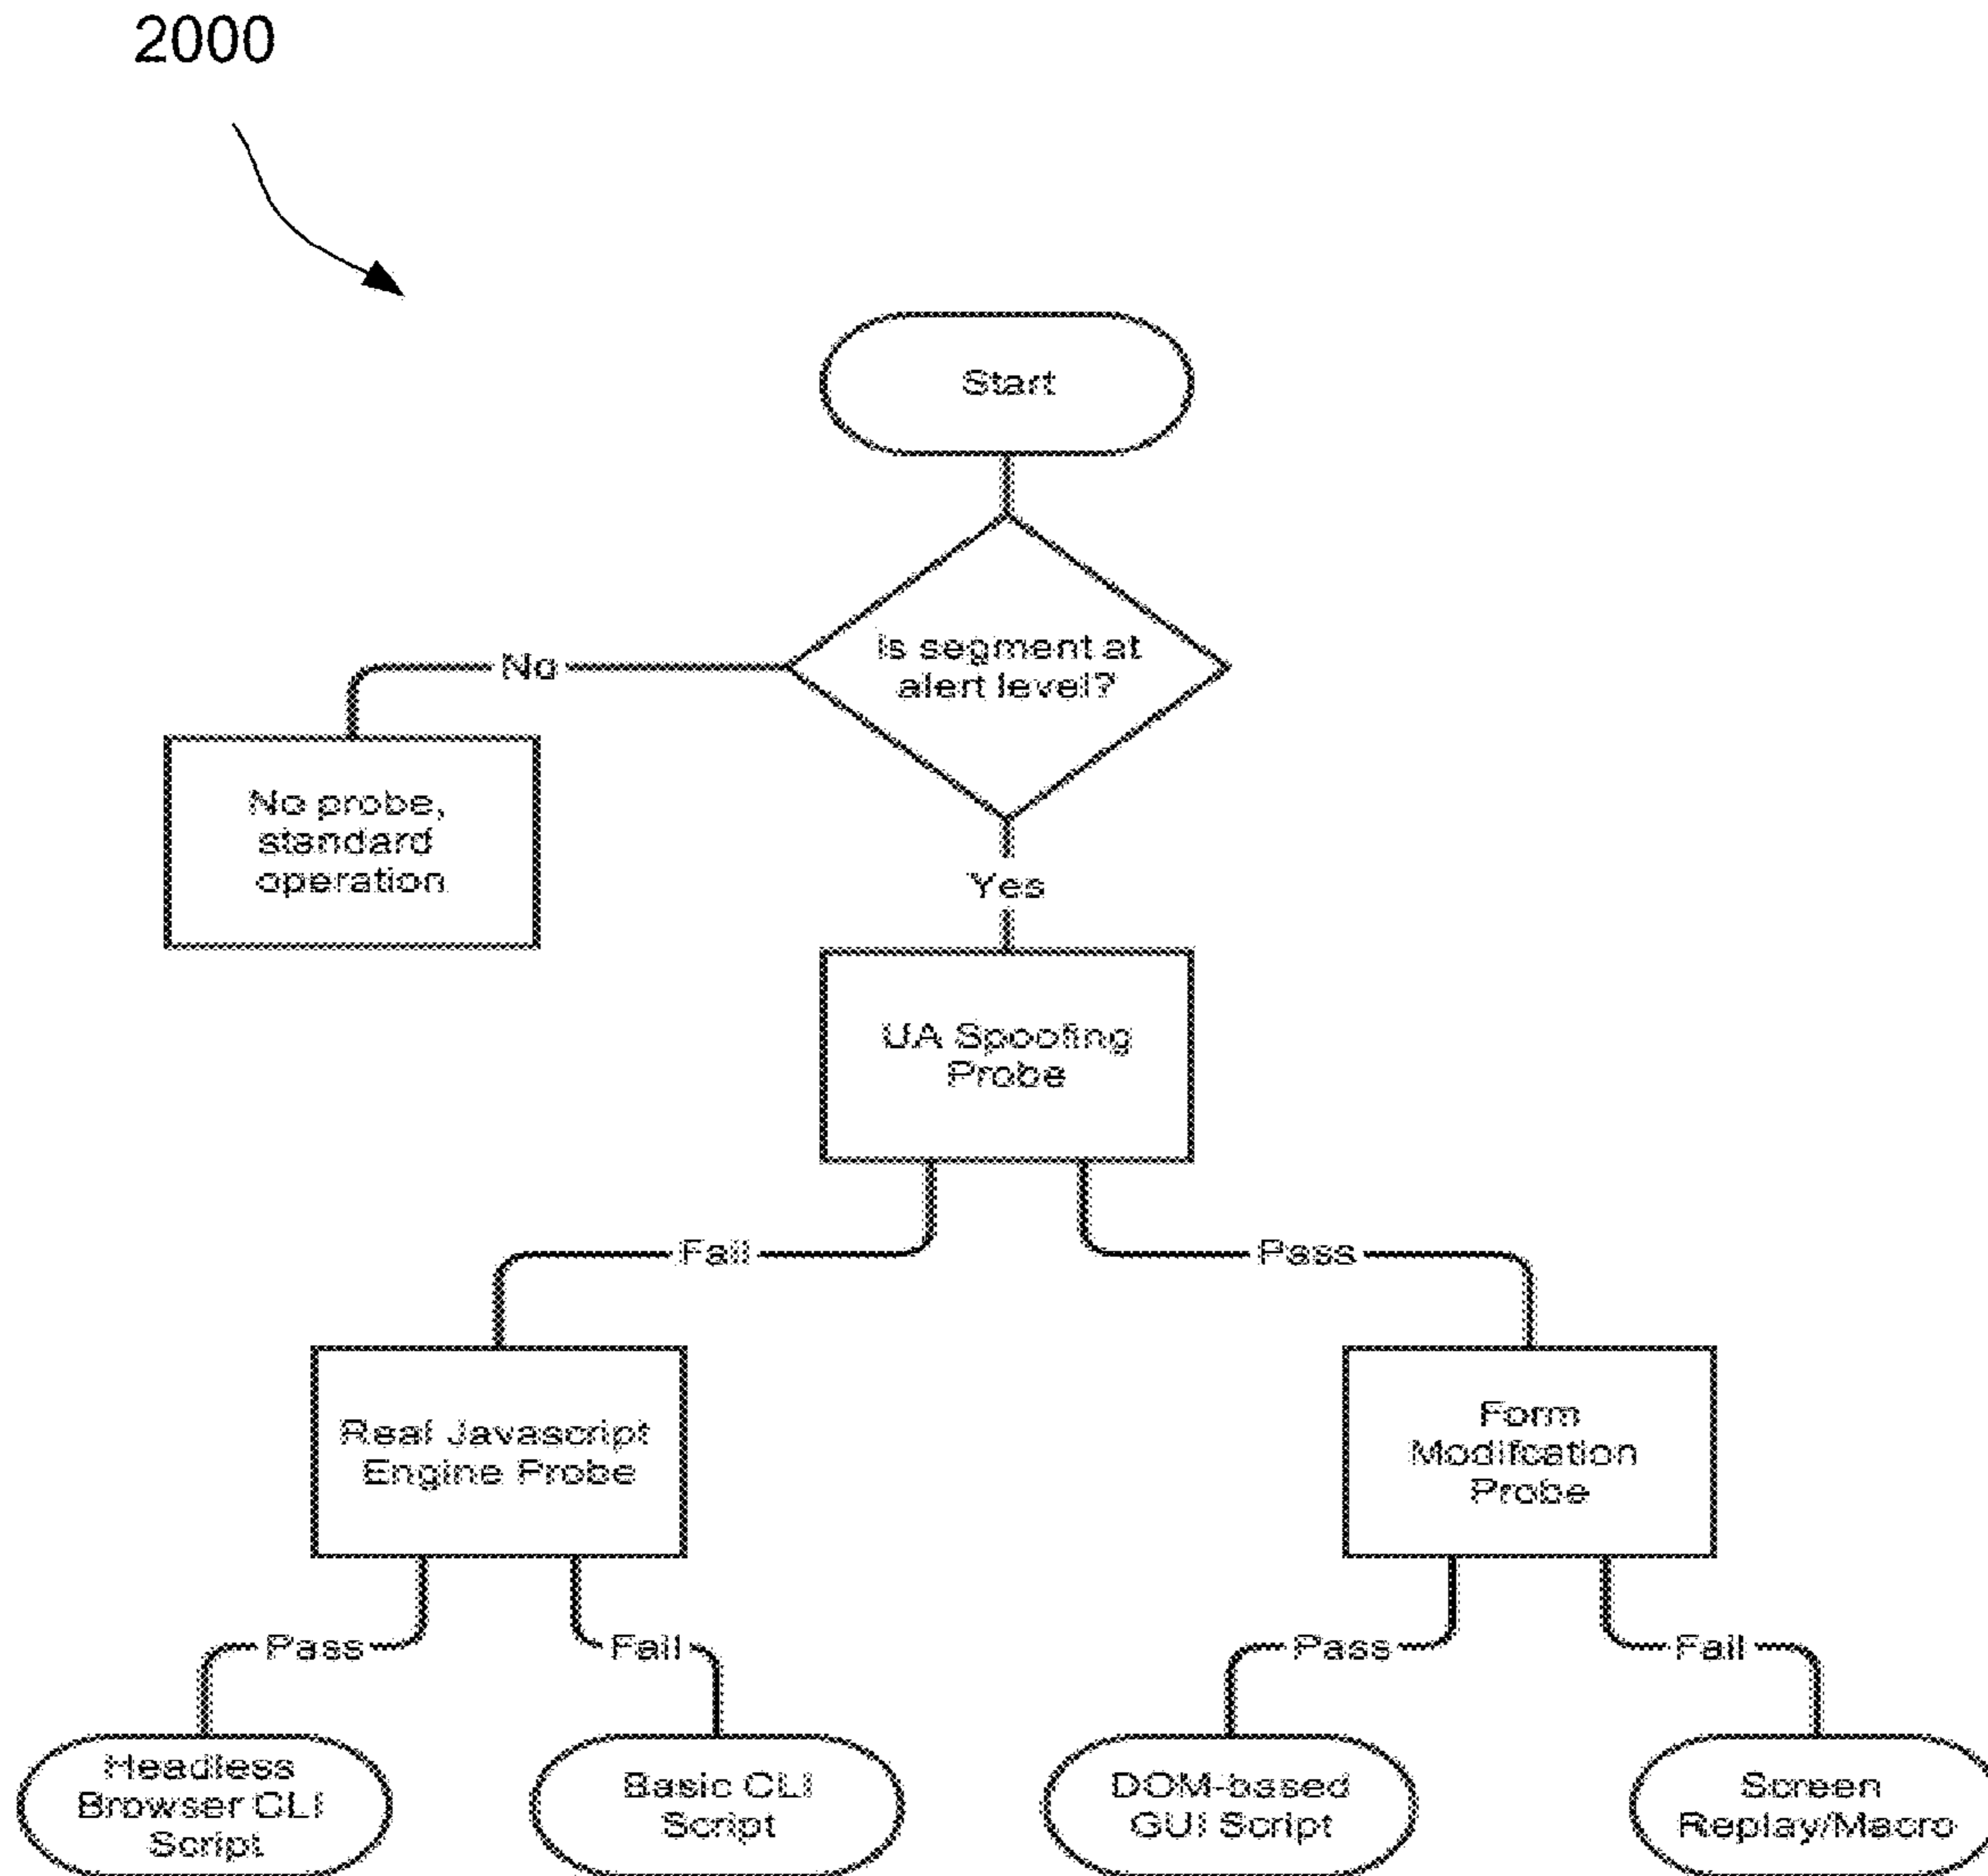 2000
Start
Is segment at
alert level?
No
No probe,
standard
operation
Yes
UA Spoofing
Probe
Fail
Pass
Real Javascript
Engine Probe
Form
Modifcation
Probe
Pass
Fail
Pass
Fail
Headless
Browser CLI
Script
Basic CLI
Script
DOM-based
GUI Script
Screen
Replay/Macro